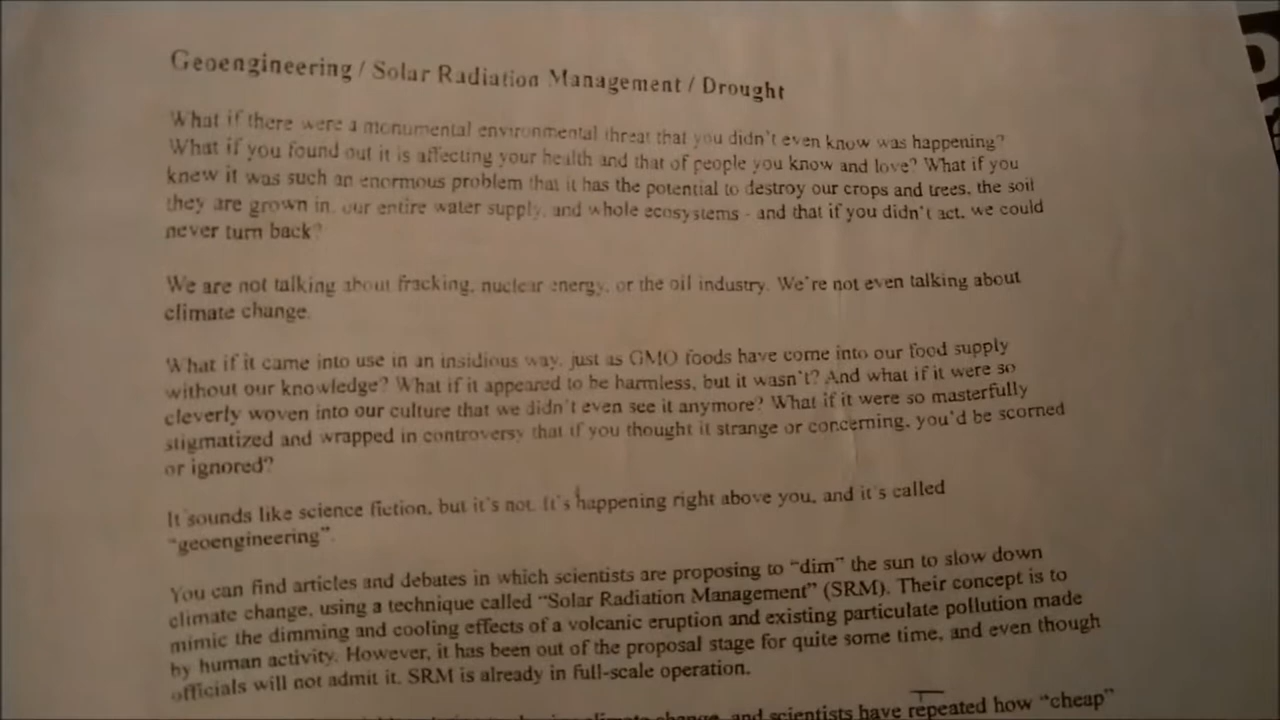 Geoengineering / Solar Radiation Management / Drought
What if there were a monumental environmental threat that you didn't even know was happening?
What if you found out it is affecting your health and that of people you know and love? What if you
knew it was such an enormous problem that it has the potential to destroy our crops and trees, the soil
they are grown in, our entire water supply, and whole ecosystems - and that if you didn't act, we could
never turn back?
We are not talking about fracking, nuclear energy, or the oil industry. We're not even talking about
climate change.
What if it came into use in an insidious way, just as GMO foods have come into our food supply
without our knowledge? What if it appeared to be harmless, but it wasn't? And what if it were so
cleverly woven into our culture that we didn't even see it anymore? What if it were so masterfully
stigmatized and wrapped in controversy that if you thought it strange or concerning, you'd be scorned
or ignored?
It sounds like science fiction, but it's not. It's happening right above you, and it's called
"geoengineering".
You can find articles and debates in which scientists are proposing to "dim" the sun to slow down
climate change, using a technique called "Solar Radiation Management" (SRM). Their concept is to
mimic the dimming and cooling effects of a volcanic eruption and existing particulate pollution made
by human activity. However, it has been out of the proposal stage for quite some time, and even though
officials will not admit it, SRM is already in full-scale operation.
climate change, and scientists have repeated how "cheap"